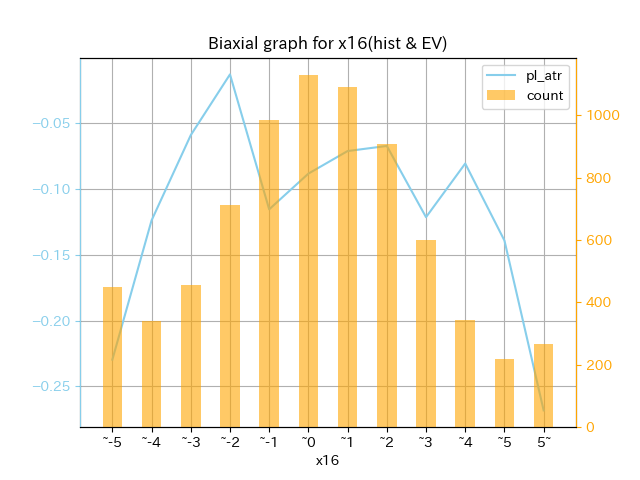 Biaxial graph for x16(hist & EV)
pl_atr
count
−0.05
−0.10
−0.15
−0.20
−0.25
1000
800
600
400
200
0
~-5 ~-4 ~-3 ~-2 ~-1 ~0 ~1 ~2 ~3 ~4 ~5 5~
x16